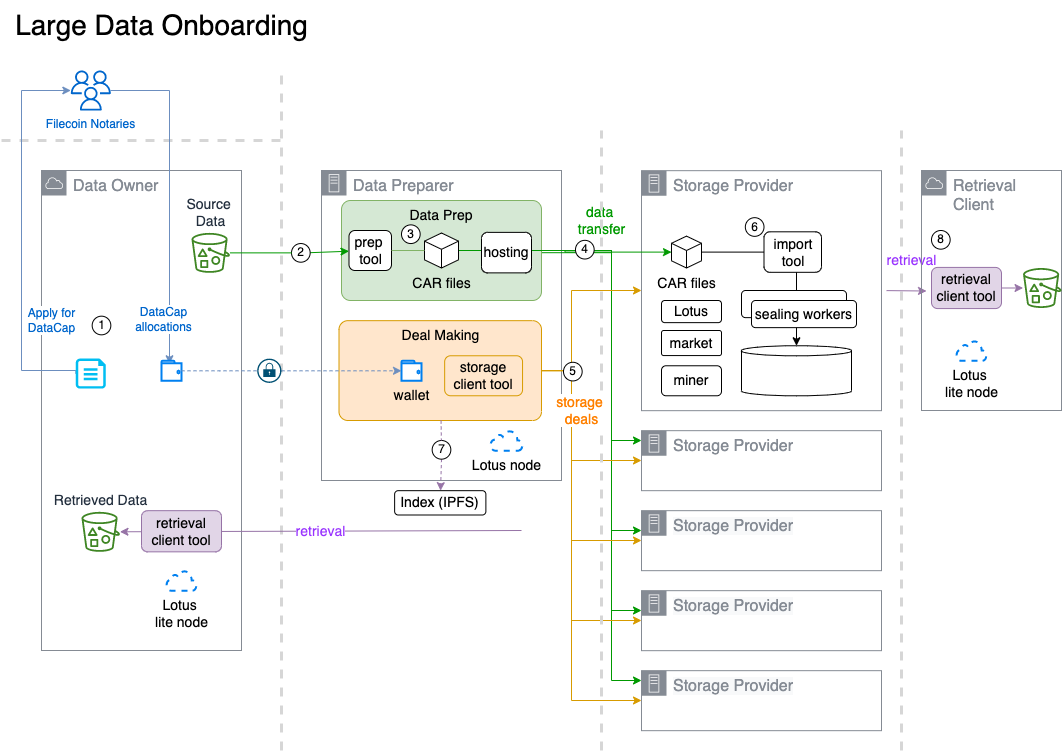 Large Data Onboarding
Filecoin Notaries
Data Owner
Source
Data
Apply for
DataCap
1
DataCap
allocations
Retrieved Data
retrieval
client tool
Lotus
lite node
2
Data Preparer
Data Prep
prep
tool
3
CAR files
hosting
Deal Making
wallet
storage
client tool
7
Lotus node
Index (IPFS)
retrieval
data
transfer
4
5
storage
deals
Storage Provider
CAR files
6
import
tool
Lotus
market
miner
sealing workers
Storage Provider
Storage Provider
Storage Provider
Storage Provider
retrieval
Retrieval
Client
8
retrieval
client tool
Lotus
lite node